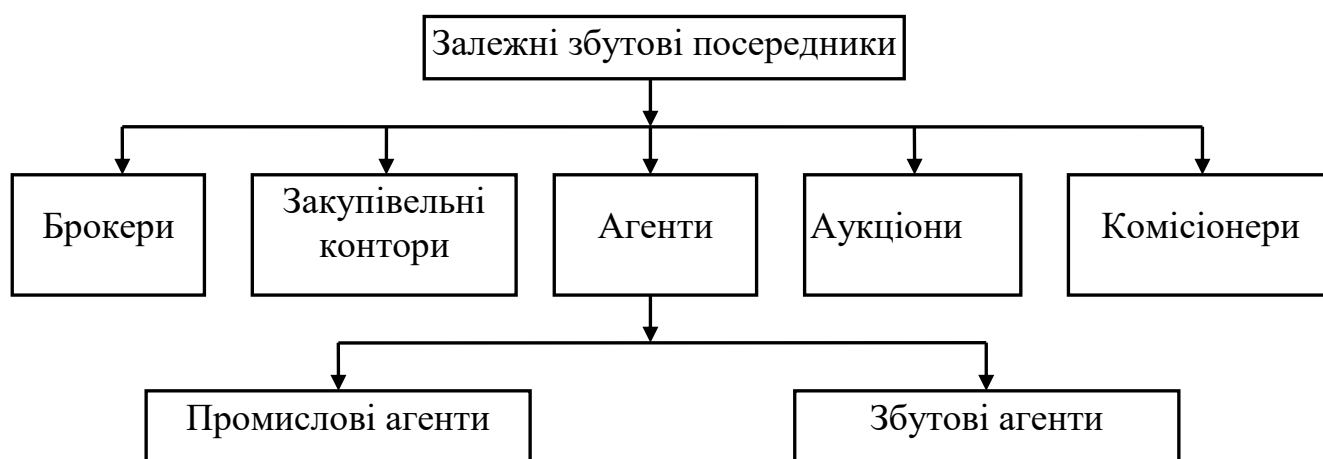 Залежні збутові посередники
Брокери
Закупівельні
контори
Агенти
Аукціони
Комісіонери
Промислові агенти
Збутові агенти